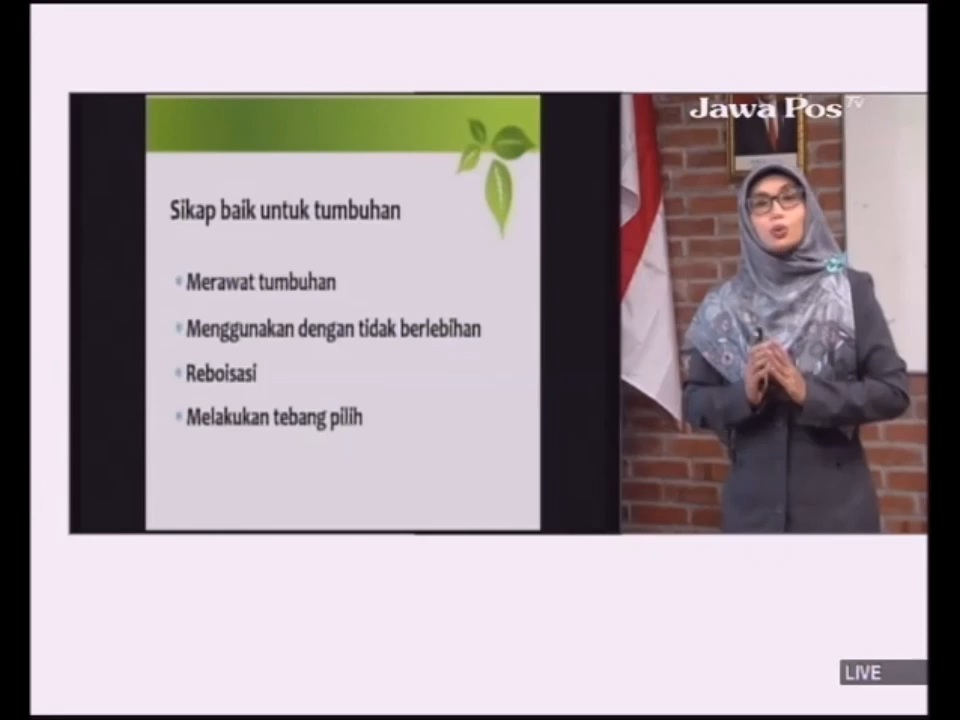 Jawa Pos TV
Sikap baik untuk tumbuhan
Merawat tumbuhan
Menggunakan dengan tidak berlebihan
Reboisasi
Melakukan tebang pilih
LIVE